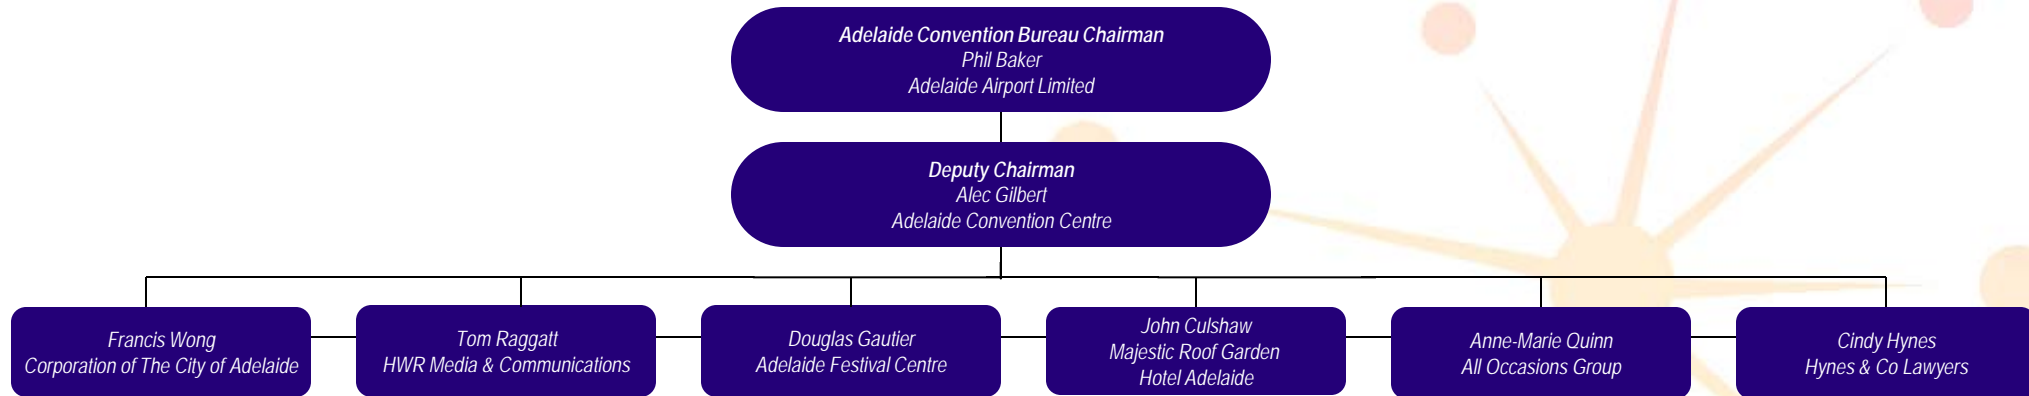 Adelaide Convention Bureau Chairman
Phil Baker
Adelaide Airport Limited
Deputy Chairman
Alec Gilbert
Adelaide Convention Centre
Francis Wong
Corporation of The City of Adelaide
Tom Raggatt
HWR Media & Communications
Douglas Gautier
Adelaide Festival Centre
John Culshaw
Majestic Roof Garden
Hotel Adelaide
Anne-Marie Quinn
All Occasions Group
Cindy Hynes
Hynes & Co Lawyers